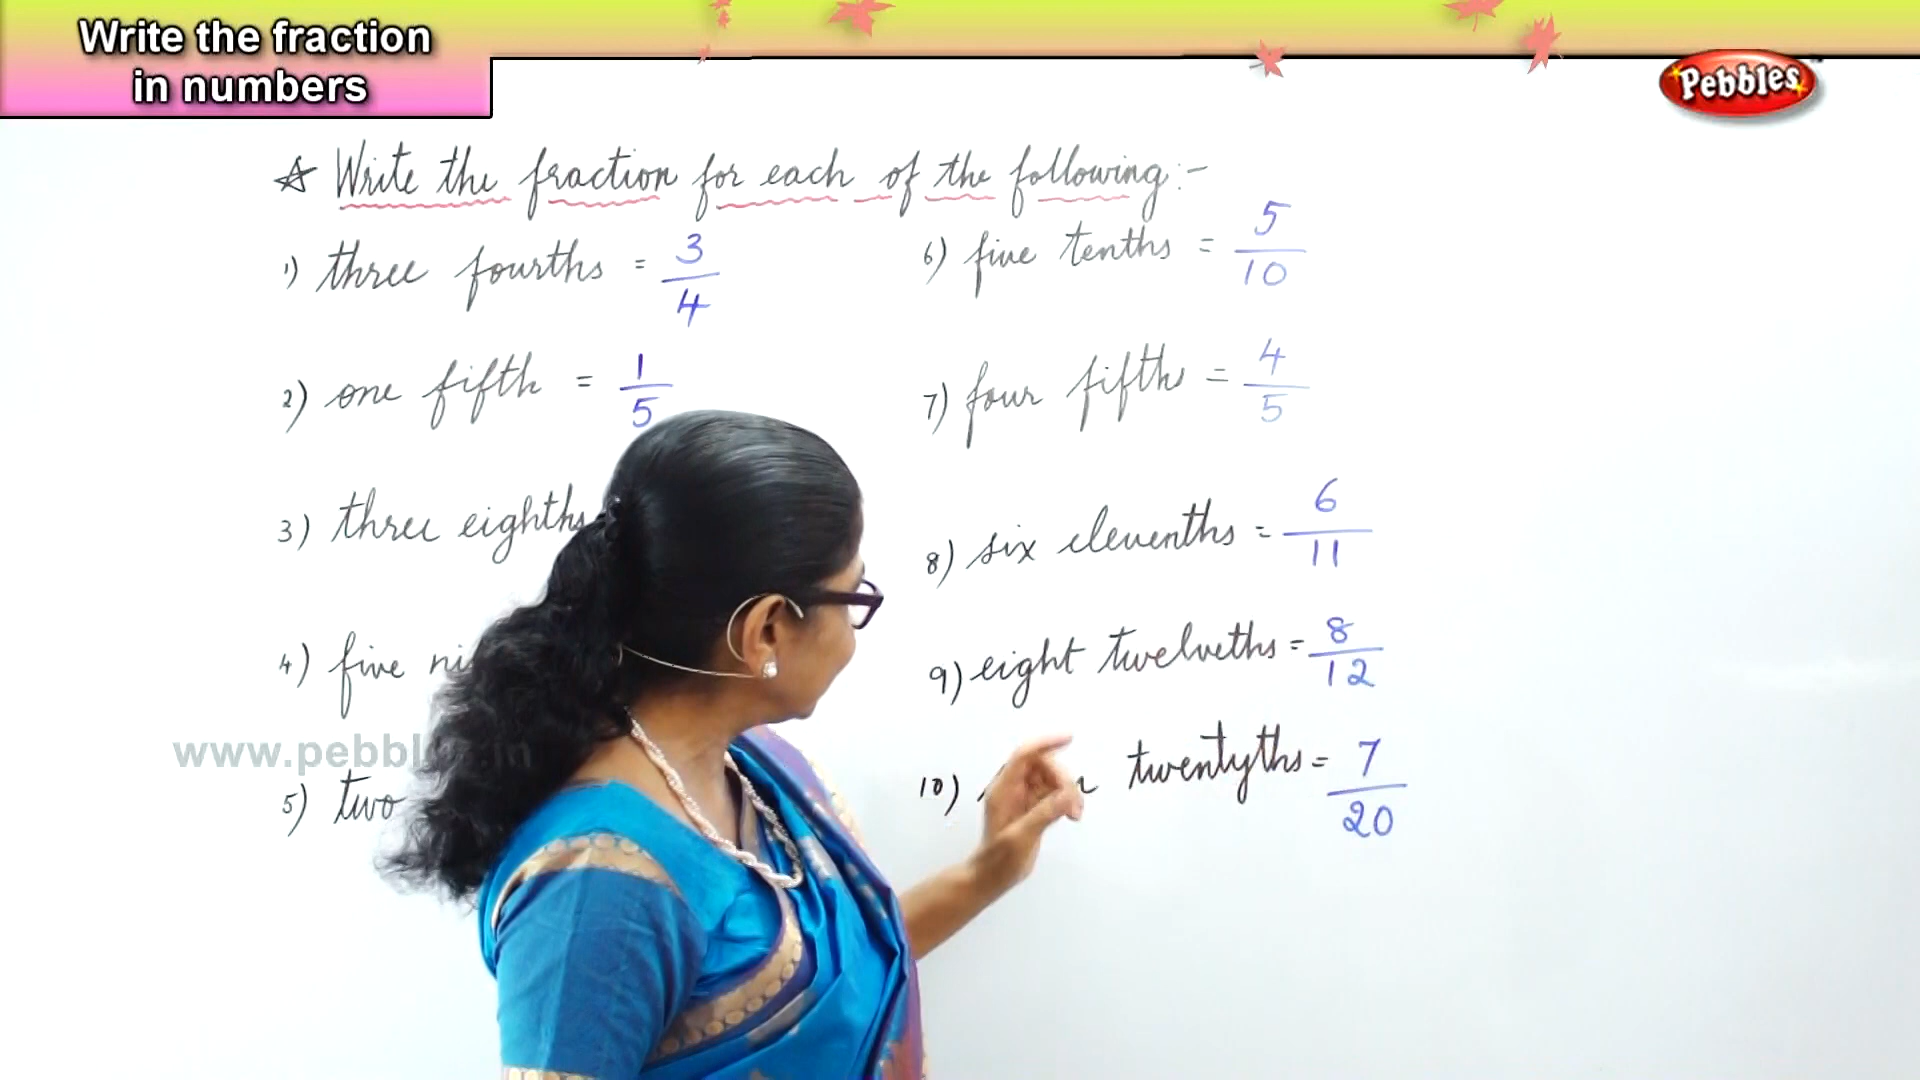 Write the fraction
in numbers
Pebbles
☆ Write the fraction for each of the following:-
1) three fourths = 3/4
2) one fifth = 1/5
3) three eighths
4) five
5) two
6) five tenths = 5/10
7) four fifths = 4/5
8) six elevenths = 6/11
9) eight twelveths = 8/12
10) twentyths = 7/20
www.pebbles.in